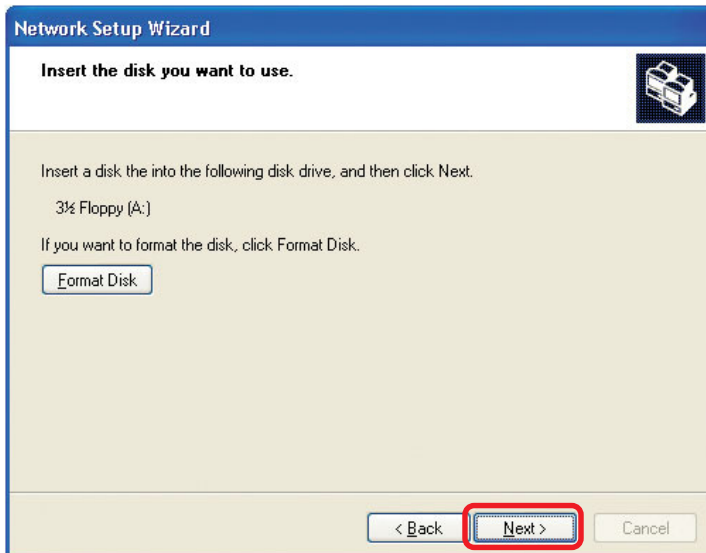 Network Setup Wizard
Insert the disk you want to use.
Insert a disk the into the following disk drive, and then click Next.
3½ Floppy (A:)
If you want to format the disk, click Format Disk.
Format Disk
< Back Next > Cancel